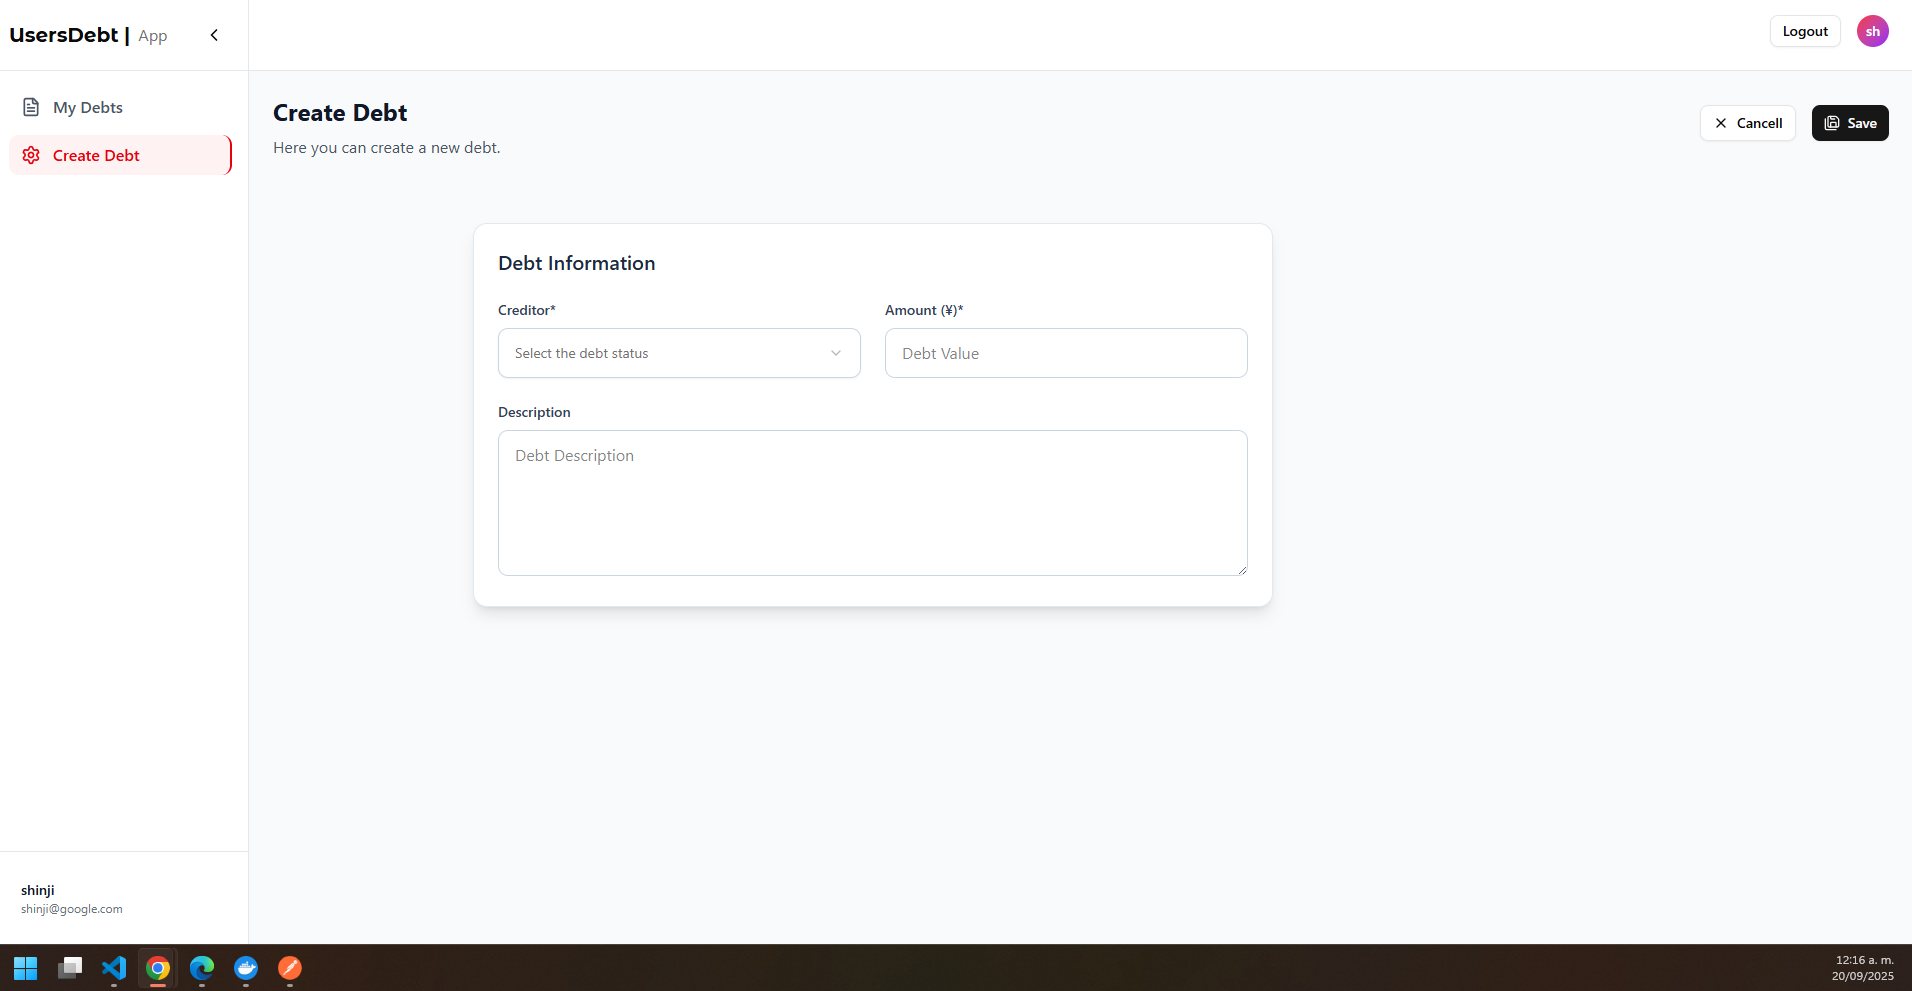 UsersDebt | App
Logout
sh
My Debts
Create Debt
Create Debt
Here you can create a new debt.
Cancell
Save
Debt Information
Creditor*
Amount (¥)*
Select the debt status
Debt Value
Description
Debt Description
shinji
shinji@google.com
12:16 a. m.
20/09/2025